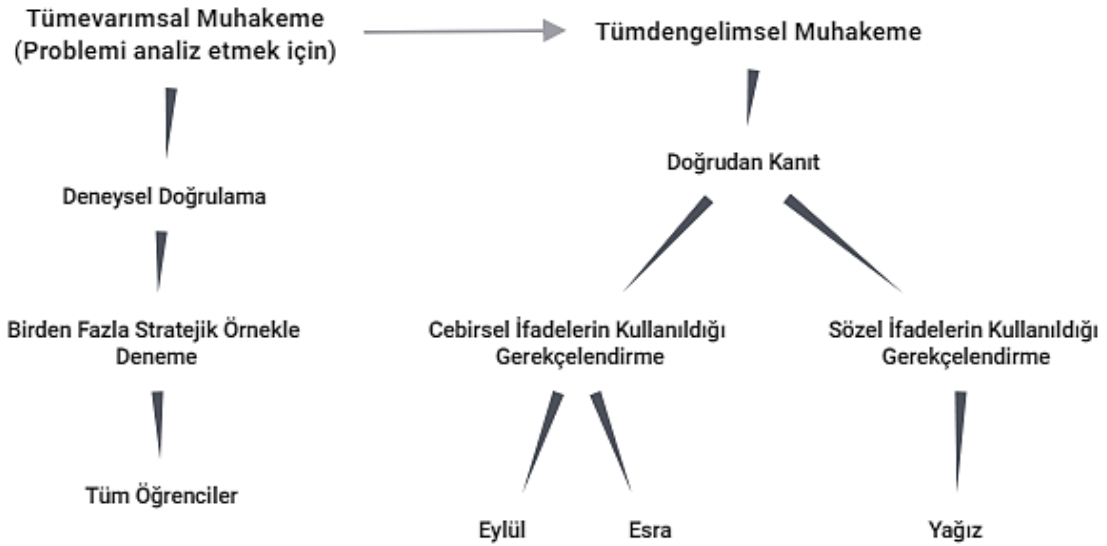 Tümevarımsal Muhakeme
(Problemi analiz etmek için)
Tümdengelimsel Muhakeme
Doğrudan Kanıt
Deneysel Doğrulama
Birden Fazla Stratejik Örnekle
Deneme
Cebirsel İfadelerin Kullanıldığı
Gerekçelendirme
Sözel İfadelerin Kullanıldığı
Gerekçelendirme
Tüm Öğrenciler
Eylül
Esra
Yağız